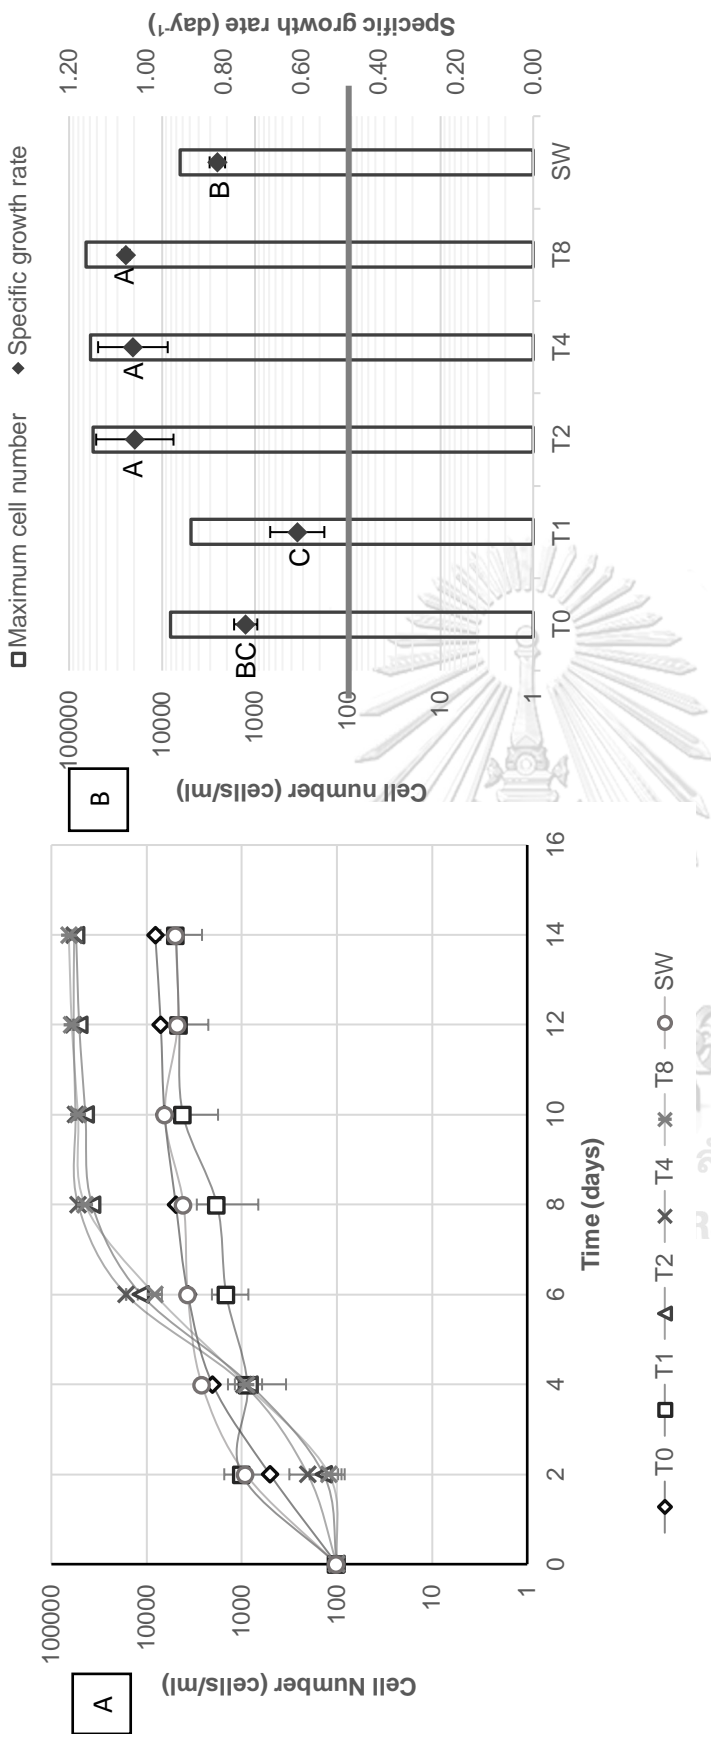 A
Cell Number (cells/ml)
100000
10000
1000
100
10
1
0
2
4
6
8
10
12
14
16
Time (days)
T0
T1
T2
T4
T8
SW
B
Maximum cell number
Specific growth rate
Cell number (cells/ml)
100000
10000
1000
100
10
1
BC
C
A
A
A
B
T0
T1
T2
T4
T8
SW
1.20
1.00
0.80
0.60
0.40
0.20
0.00
Specific growth rate (day⁻¹)